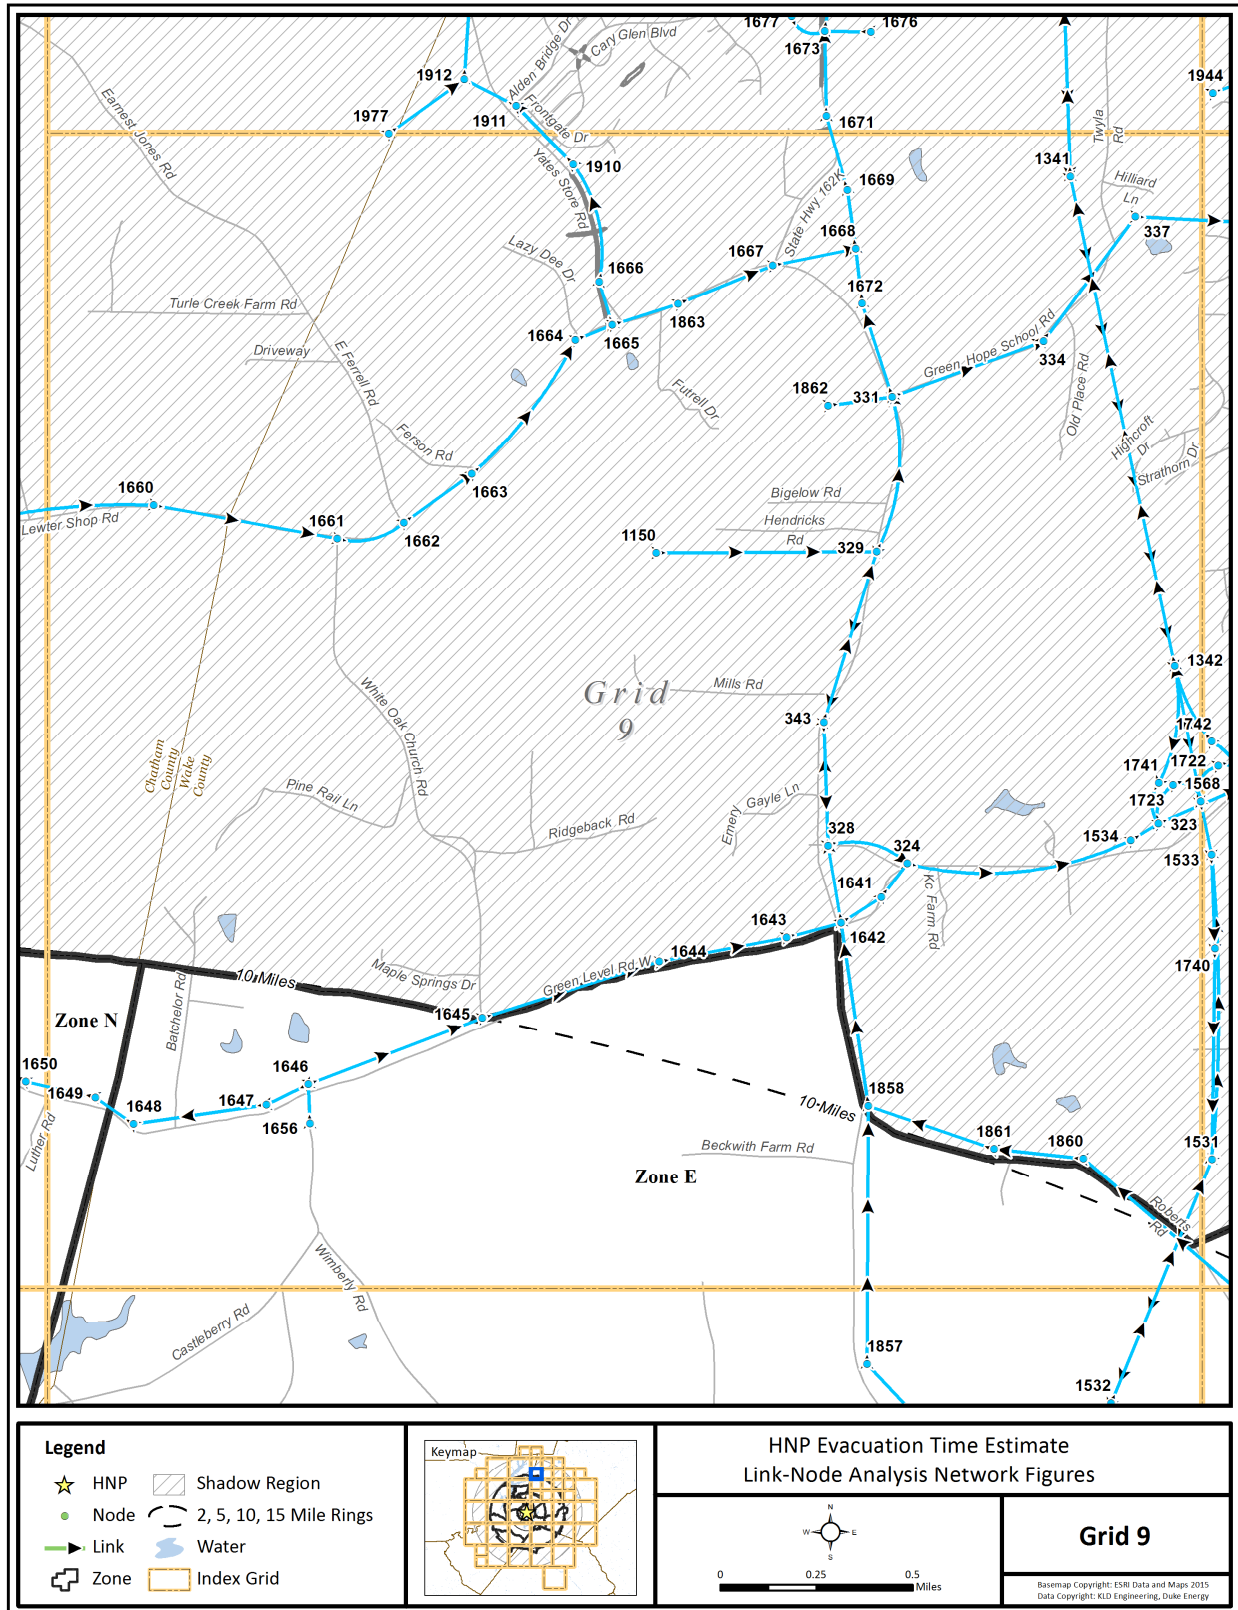 1677
1676
1673
Cary Glen Blvd
Alden Bridge Dr
1912
1944
Earnest Jones Rd
1977
1911
Frontgate Dr
1671
Twyla Rd
Yates Store Rd
1910
1341
Hilliard Ln
1669
State Hwy 162K
337
Lazy Dee Dr
1668
1667
1666
1672
Turle Creek Farm Rd
1863
1664
1665
Green Hope School Rd
334
Driveway
E Ferrell Rd
Old Place Rd
1862
331
Futrell Dr
Ferson Rd
Highcroft Dr
Strathorn Dr
1663
1660
Bigelow Rd
Lewter Shop Rd
1661
1662
Hendricks Rd
1150
329
1342
Mills Rd
Grid
9
White Oak Church Rd
343
1742
Chatham County
Wake County
1741
1722
1568
Pine Rail Ln
Emery Gayle Ln
1723
323
Ridgeback Rd
328
1534
324
1533
1641
Kc Farm Rd
1643
1642
1644
1740
Maple Springs Dr
Green Level Rd W
10 Miles
Batchelor Rd
Zone N
1645
1650
1649
1646
1648
1647
1656
Luther Rd
1858
10 Miles
1861
1860
1531
Beckwith Farm Rd
Zone E
Roberts Rd
Wimberly Rd
Castleberry Rd
1857
1532
Legend
HNP
Shadow Region
Node
2, 5, 10, 15 Mile Rings
Link
Water
Zone
Index Grid
Keymap
HNP Evacuation Time Estimate
Link-Node Analysis Network Figures
N
W
E
S
0
0.25
0.5
Miles
Grid 9
Basemap Copyright: ESRI Data and Maps 2015
Data Copyright: KLD Engineering, Duke Energy